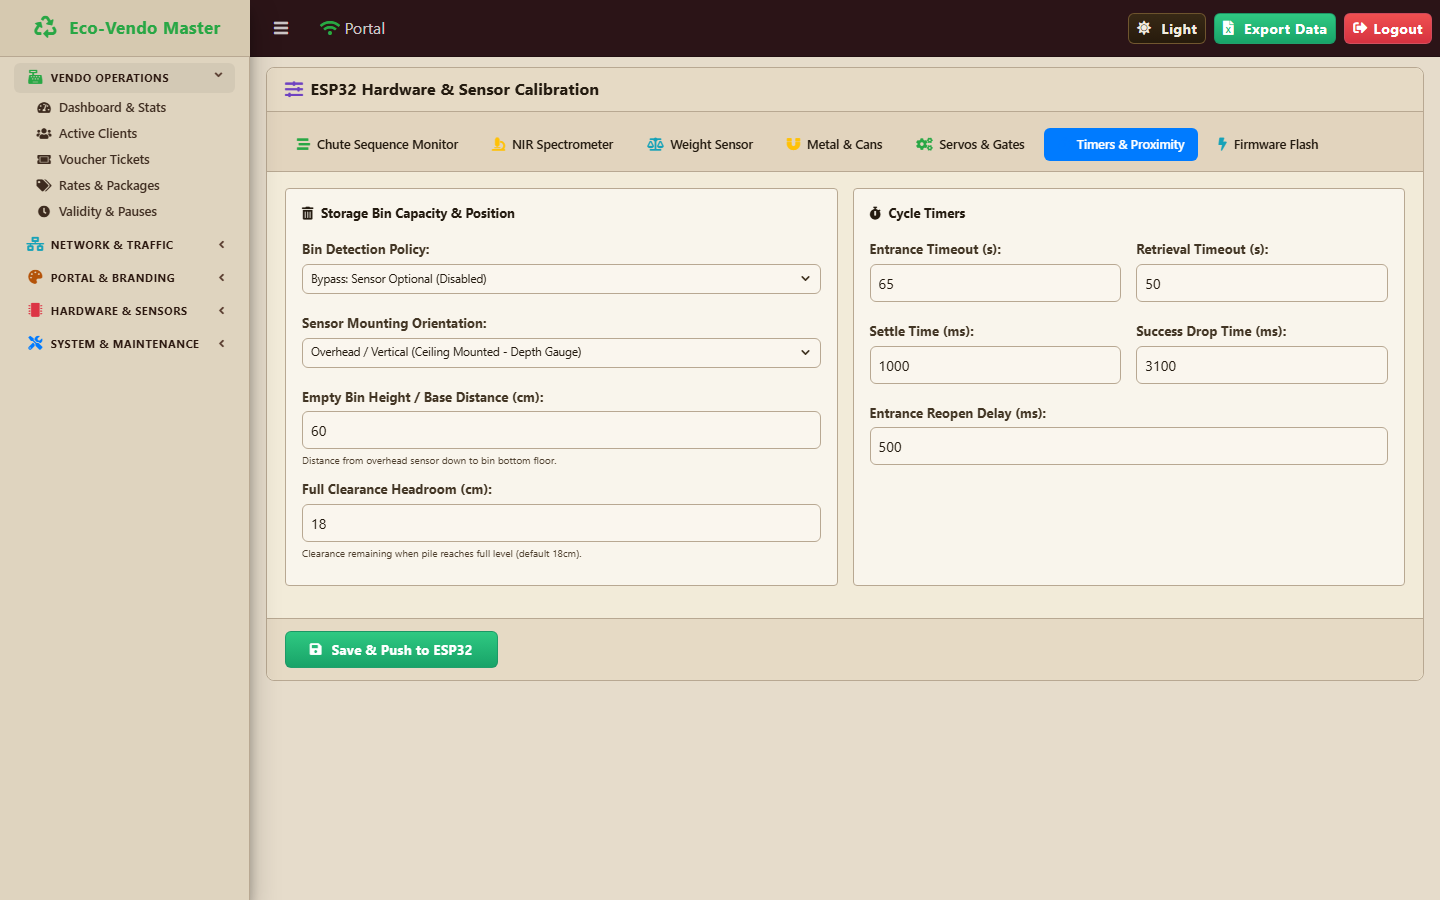 Eco-Vendo Master
Portal
Light
Export Data
Logout
VENDO OPERATIONS
Dashboard & Stats
Active Clients
Voucher Tickets
Rates & Packages
Validity & Pauses
NETWORK & TRAFFIC
PORTAL & BRANDING
HARDWARE & SENSORS
SYSTEM & MAINTENANCE
ESP32 Hardware & Sensor Calibration
Chute Sequence Monitor
NIR Spectrometer
Weight Sensor
Metal & Cans
Servos & Gates
Timers & Proximity
Firmware Flash
Storage Bin Capacity & Position
Bin Detection Policy:
Bypass: Sensor Optional (Disabled)
Sensor Mounting Orientation:
Overhead / Vertical (Ceiling Mounted - Depth Gauge)
Empty Bin Height / Base Distance (cm):
60
Distance from overhead sensor down to bin bottom floor.
Full Clearance Headroom (cm):
18
Clearance remaining when pile reaches full level (default 18cm).
Cycle Timers
Entrance Timeout (s):
65
Retrieval Timeout (s):
50
Settle Time (ms):
1000
Success Drop Time (ms):
3100
Entrance Reopen Delay (ms):
500
Save & Push to ESP32